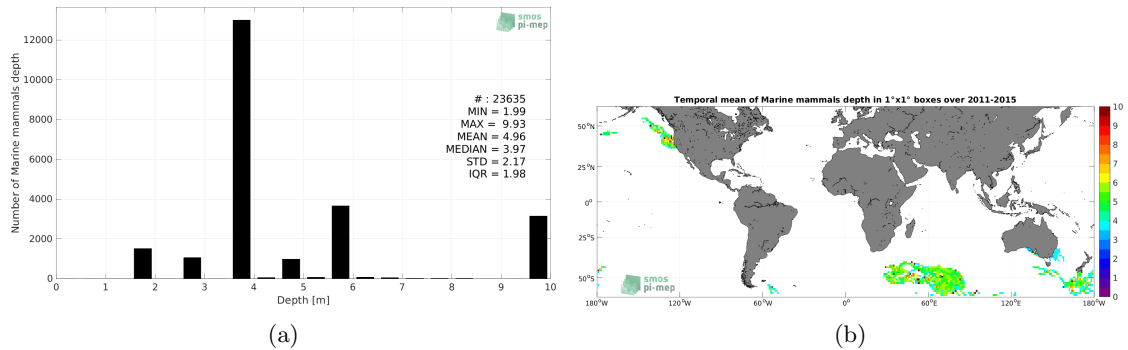 smos
pi-mep
12000
10000
8000
6000
4000
2000
0
Number of Marine mammals depth
# : 23635
MIN = 1.99
MAX = 9.93
MEAN = 4.96
MEDIAN = 3.97
STD = 2.17
IQR = 1.98
0 1 2 3 4 5 6 7 8 9 10
Depth [m]
(a)
Temporal mean of Marine mammals depth in 1°x1° boxes over 2011-2015
50°N
25°N
0°
25°S
50°S
180°W 120°W 60°W 0° 60°E 120°E 180°W
smos
pi-mep
10
9
8
7
6
5
4
3
2
1
0
(b)